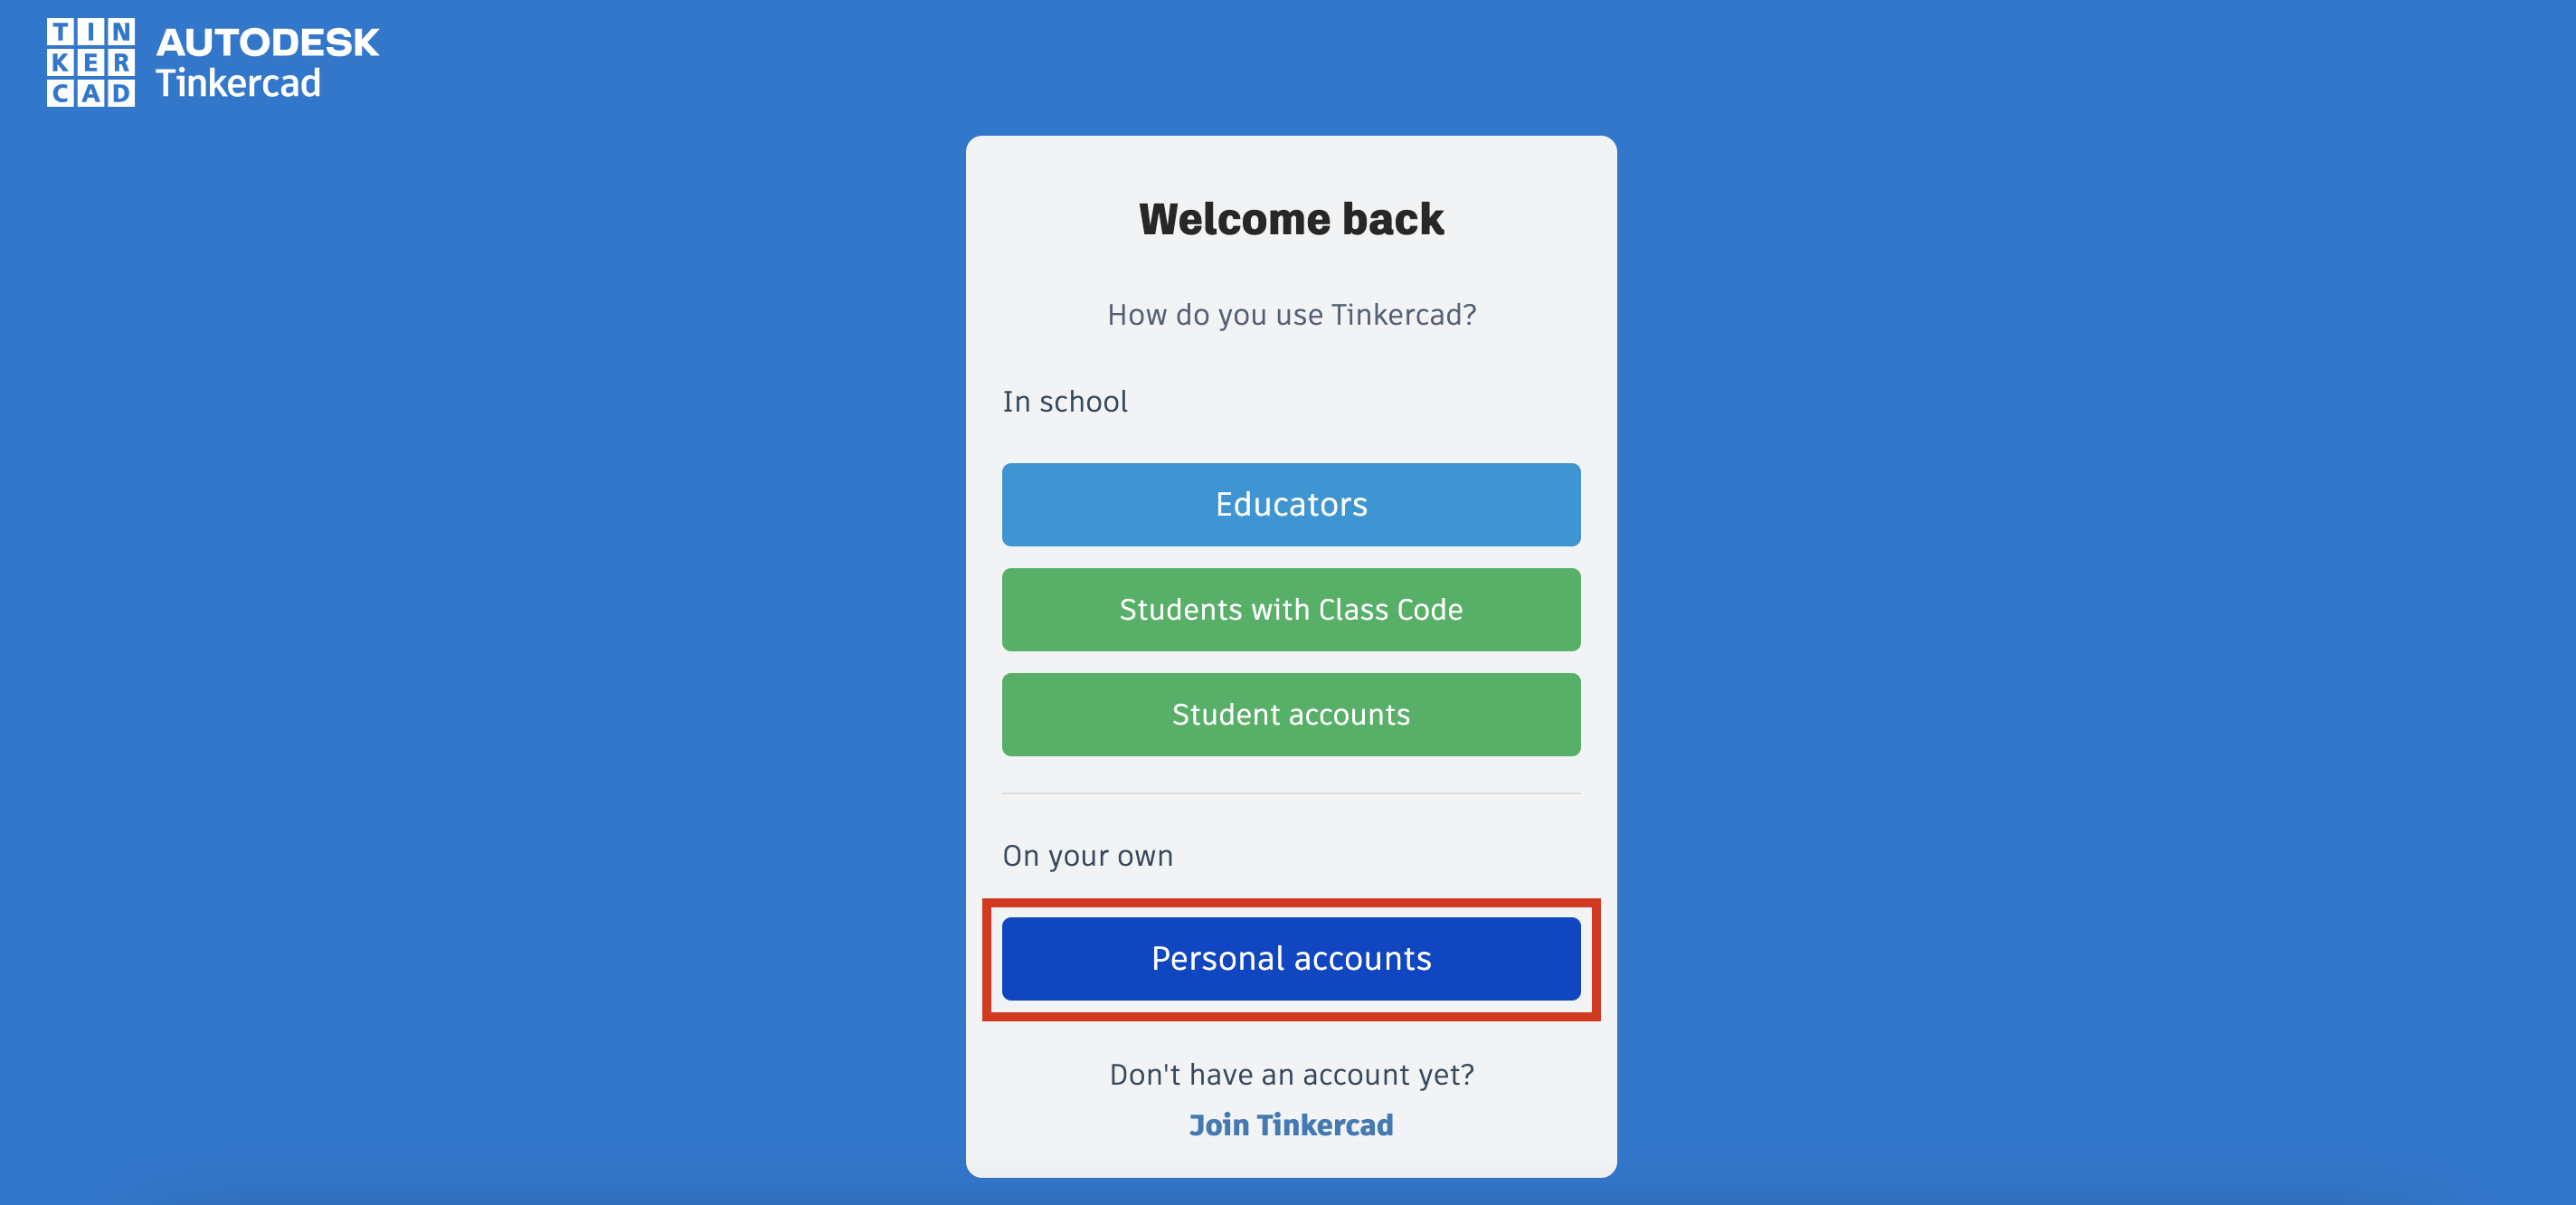 TIN
KER
CAD
AUTODESK
Tinkercad
Welcome back
How do you use Tinkercad?
In school
Educators
Students with Class Code
Student accounts
On your own
Personal accounts
Don't have an account yet?
Join Tinkercad